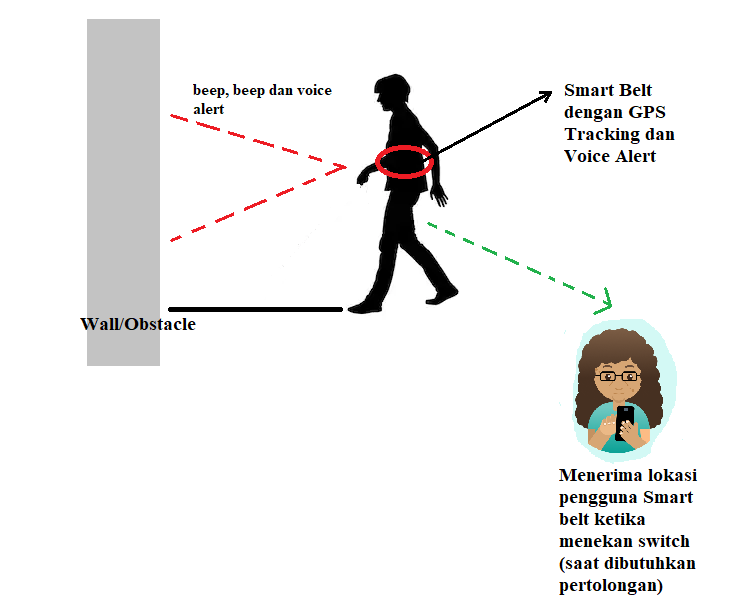 beep, beep dan voice
alert
Smart Belt
dengan GPS
Tracking dan
Voice Alert
Wall/Obstacle
Menerima lokasi
pengguna Smart
belt ketika
menekan switch
(saat dibutuhkan
pertolongan)